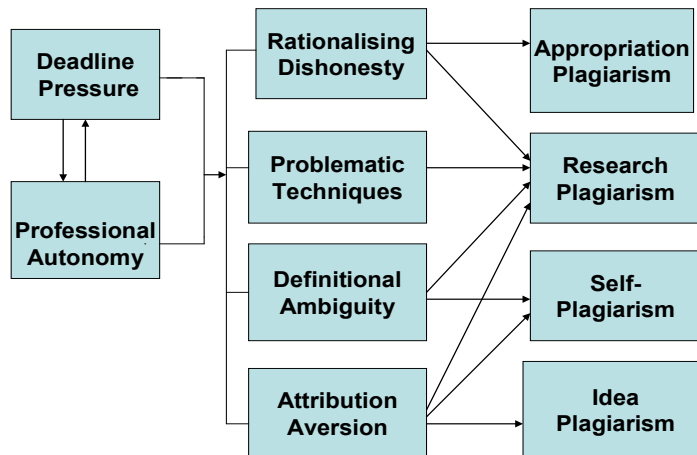 Deadline
Pressure
Professional
Autonomy
Rationalising
Dishonesty
Problematic
Techniques
Definitional
Ambiguity
Attribution
Aversion
Appropriation
Plagiarism
Research
Plagiarism
Self-
Plagiarism
Idea
Plagiarism